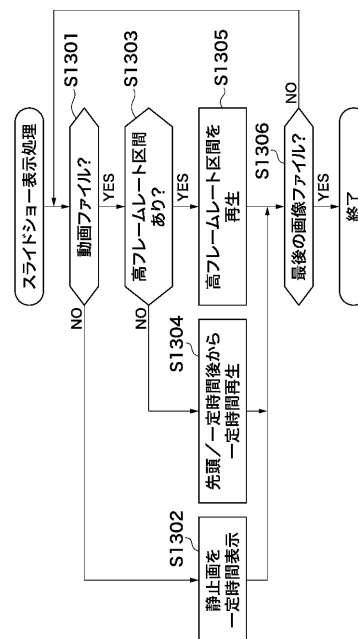 スライドショー表示処理
S1301
動画ファイル?
NO
YES
S1303
高フレームレート区間
あり?
NO
YES
S1302
静止画を
一定時間表示
S1304
先頭/一定時間後から
一定時間再生
S1305
高フレームレート区間を
再生
S1306
最後の画像ファイル?
NO
YES
終了